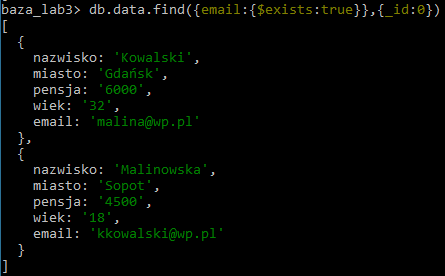 baza_lab3> db.data.find({email:{$exists:true}},{_id:0})
[
  {
    nazwisko: 'Kowalski',
    miasto: 'Gdańsk',
    pensja: '6000',
    wiek: '32',
    email: 'malina@wp.pl'
  },
  {
    nazwisko: 'Malinowska',
    miasto: 'Sopot',
    pensja: '4500',
    wiek: '18',
    email: 'kkowalski@wp.pl'
  }
]